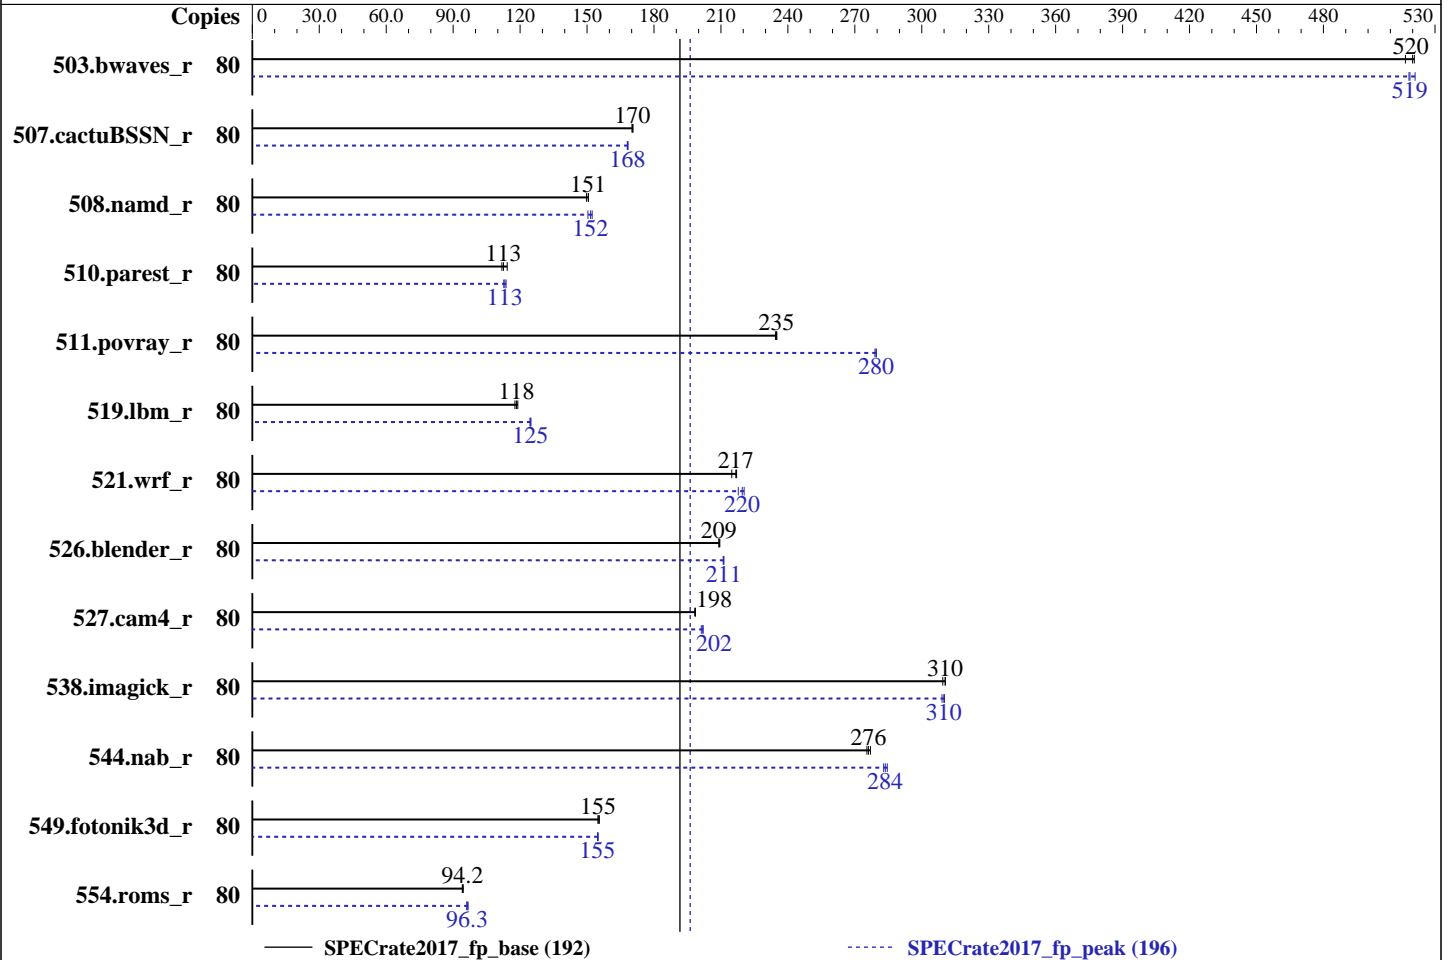 Copies 0 30.0 60.0 90.0 120 150 180 210 240 270 300 330 360 390 420 450 480 530
503.bwaves_r 80 520
519
507.cactuBSSN_r 80 170
168
508.namd_r 80 151
152
510.parest_r 80 113
113
511.povray_r 80 235
280
519.lbm_r 80 118
125
521.wrf_r 80 217
220
526.blender_r 80 209
211
527.cam4_r 80 198
202
538.imagick_r 80 310
310
544.nab_r 80 276
284
549.fotonik3d_r 80 155
155
554.roms_r 80 94.2
96.3
SPECrate2017_fp_base (192) SPECrate2017_fp_peak (196)